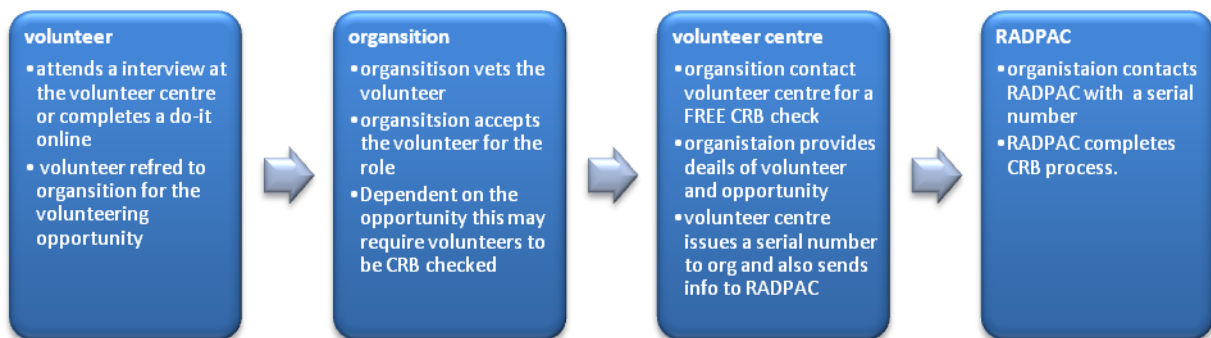 volunteer
•attends a interview at
the volunteer centre
or completes a do-it
online
• volunteer refred to
organsition for the
volunteering
opportunity
organsition
•organsitison vets the
volunteer
•organsitsion accepts
the volunteer for the
role
•Dependent on the
opportunity this may
require volunteers to
be CRB checked
volunteer centre
•organsition contact
volunteer centre for a
FREE CRB check
•organistaion provides
deails of volunteer
and opportunity
•volunteer centre
issues a serial number
to org and also sends
info to RADPAC
RADPAC
•organistaion contacts
RADPAC with a serial
number
•RADPAC completes
CRB process.